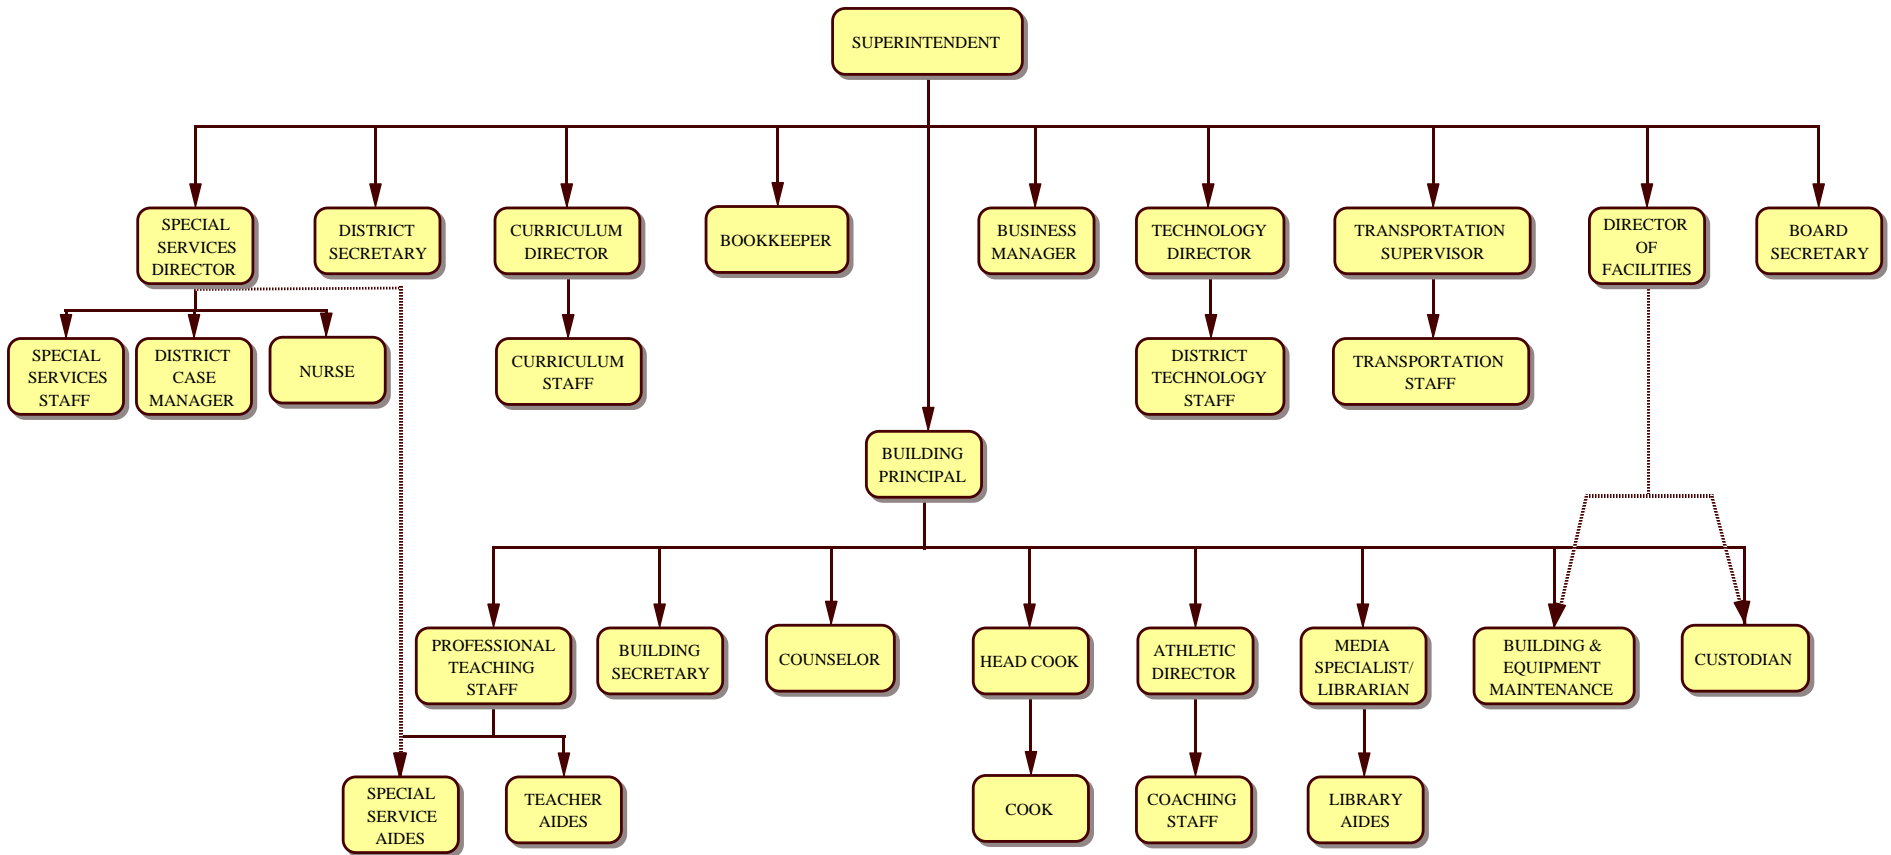 SUPERINTENDENT
SPECIAL
SERVICES
DIRECTOR
DISTRICT
SECRETARY
CURRICULUM
DIRECTOR
BOOKKEEPER
BUSINESS
MANAGER
TECHNOLOGY
DIRECTOR
TRANSPORTATION
SUPERVISOR
DIRECTOR
OF
FACILITIES
BOARD
SECRETARY
SPECIAL
SERVICES
STAFF
DISTRICT
CASE
MANAGER
NURSE
CURRICULUM
STAFF
DISTRICT
TECHNOLOGY
STAFF
TRANSPORTATION
STAFF
BUILDING
PRINCIPAL
PROFESSIONAL
TEACHING
STAFF
BUILDING
SECRETARY
COUNSELOR
HEAD COOK
ATHLETIC
DIRECTOR
MEDIA
SPECIALIST/
LIBRARIAN
BUILDING &
EQUIPMENT
MAINTENANCE
CUSTODIAN
SPECIAL
SERVICE
AIDES
TEACHER
AIDES
COOK
COACHING
STAFF
LIBRARY
AIDES